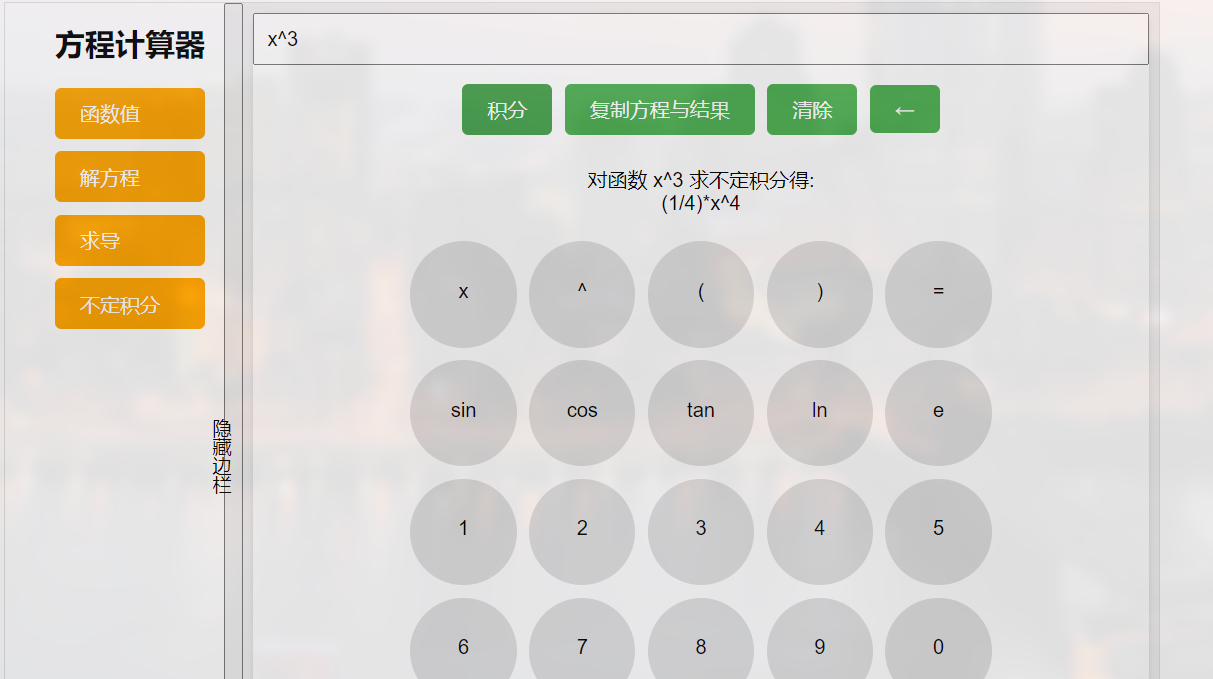 方程计算器
函数值
解方程
求导
不定积分
隐藏边栏
x^3
积分 复制方程与结果 清除 ←
对函数 x^3 求不定积分得:
(1/4)*x^4
x ^ ( ) =
sin cos tan ln e
1 2 3 4 5
6 7 8 9 0